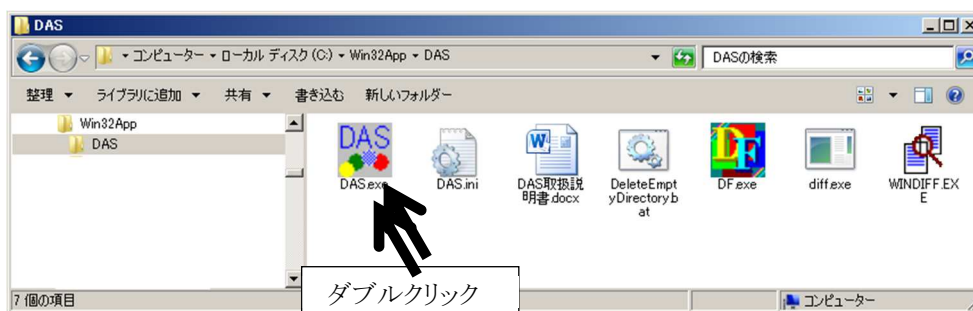 DAS
コンピューター ▾ ローカル ディスク (C:) ▾ Win32App ▾ DAS
DASの検索
整理 ▼ ライブラリに追加 ▼ 共有 ▼ 書き込む 新しいフォルダー
Win32App
DAS
DAS
DAS.exe
DAS.ini
DAS取扱説
明書.docx
DeleteEmpt
yDirectory.b
at
DF
DF.exe
diff.exe
WINDIFF.EX
E
ダブルクリック
7 個の項目
コンピューター